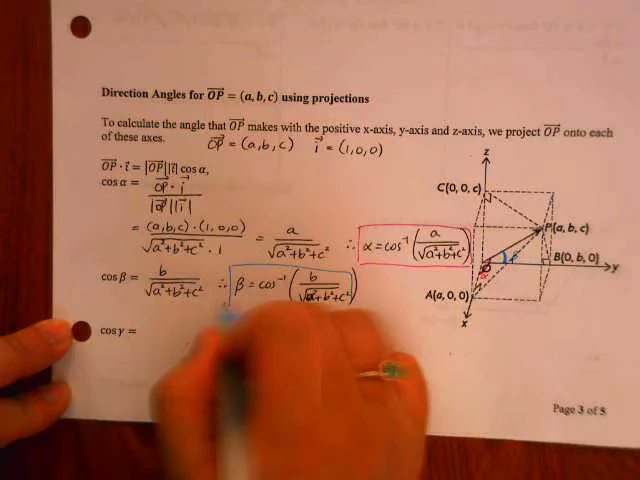 Direction Angles for OP = (a, b, c) using projections
To calculate the angle that OP makes with the positive x-axis, y-axis and z-axis, we project OP onto each
of these axes. OP = (a, b, c) i = (1, 0, 0)
OP · i = |OP||i| cos α,
cos α = OP · i / |OP||i|
= (a, b, c) · (1, 0, 0) / √a²+b²+c² · 1 = a / √a²+b²+c² ∴ α = cos⁻¹ (a / √a²+b²+c²)
cos β = b / √a²+b²+c² ∴ β = cos⁻¹ (b / √a²+b²+c²)
cos γ =
z
C(0, 0, c)
P(a, b, c)
B(0, b, 0)
y
A(a, 0, 0)
x
Page 3 of 5